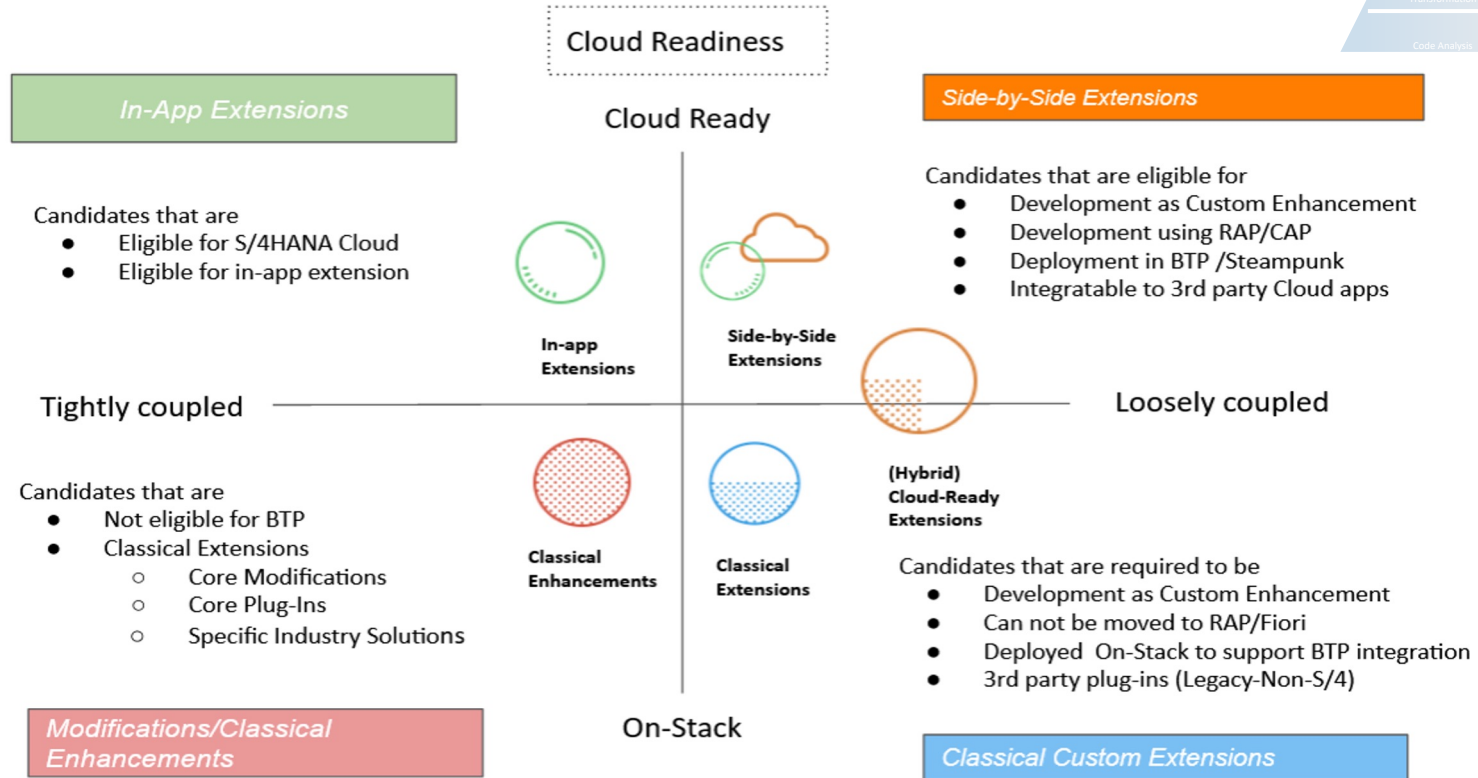 Cloud Readiness
Code Analysis
In-App Extensions
Cloud Ready
Side-by-Side Extensions
Candidates that are
● Eligible for S/4HANA Cloud
● Eligible for in-app extension
Candidates that are eligible for
● Development as Custom Enhancement
● Development using RAP/CAP
● Deployment in BTP /Steampunk
● Integratable to 3rd party Cloud apps
In-app
Extensions
Side-by-Side
Extensions
Tightly coupled
Loosely coupled
Candidates that are
● Not eligible for BTP
● Classical Extensions
○ Core Modifications
○ Core Plug-Ins
○ Specific Industry Solutions
Classical
Enhancements
Classical
Extensions
(Hybrid)
Cloud-Ready
Extensions
Candidates that are required to be
● Development as Custom Enhancement
● Can not be moved to RAP/Fiori
● Deployed On-Stack to support BTP integration
● 3rd party plug-ins (Legacy-Non-S/4)
On-Stack
Modifications/Classical
Enhancements
Classical Custom Extensions